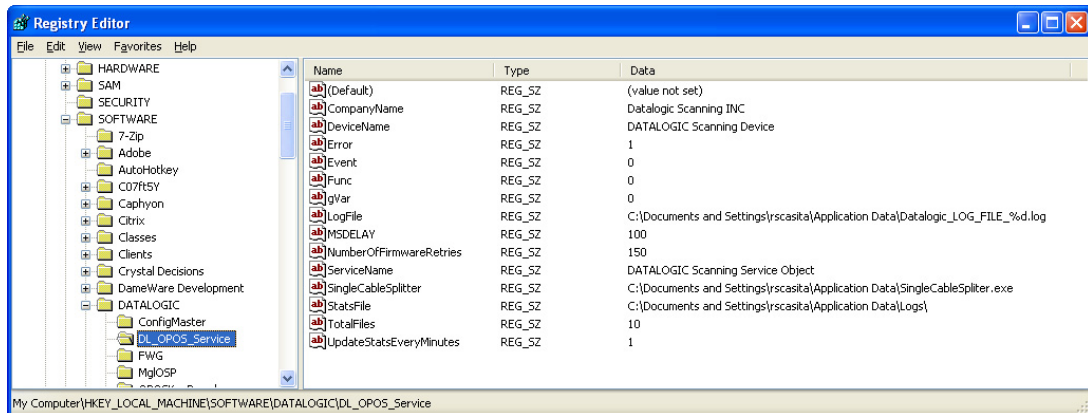 Registry Editor
File Edit View Favorites Help
HARDWARE
SAM
SECURITY
SOFTWARE
7-Zip
Adobe
AutoHotkey
C07ft5Y
Caphyon
Citrix
Classes
Clients
Crystal Decisions
DameWare Development
DATALOGIC
ConfigMaster
DL_OPOS_Service
FWG
MglOSP
Name Type Data
(Default) REG_SZ (value not set)
CompanyName REG_SZ Datalogic Scanning INC
DeviceName REG_SZ DATALOGIC Scanning Device
Error REG_SZ 1
Event REG_SZ 0
Func REG_SZ 0
gVar REG_SZ 0
LogFile REG_SZ C:\Documents and Settings\rscasita\Application Data\Datalogic_LOG_FILE_%d.log
MSDELAY REG_SZ 100
NumberOfFirmwareRetries REG_SZ 150
ServiceName REG_SZ DATALOGIC Scanning Service Object
SingleCableSplitter REG_SZ C:\Documents and Settings\rscasita\Application Data\SingleCableSpliter.exe
StatsFile REG_SZ C:\Documents and Settings\rscasita\Application Data\Logs\
TotalFiles REG_SZ 10
UpdateStatsEveryMinutes REG_SZ 1
My Computer\HKEY_LOCAL_MACHINE\SOFTWARE\DATALOGIC\DL_OPOS_Service